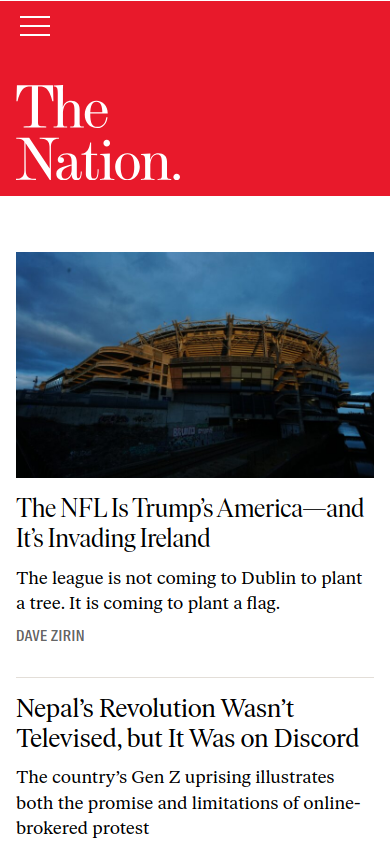 The
Nation.
The NFL Is Trump's America—and
It's Invading Ireland
The league is not coming to Dublin to plant
a tree. It is coming to plant a flag.
DAVE ZIRIN
Nepal's Revolution Wasn't
Televised, but It Was on Discord
The country's Gen Z uprising illustrates
both the promise and limitations of online-
brokered protest